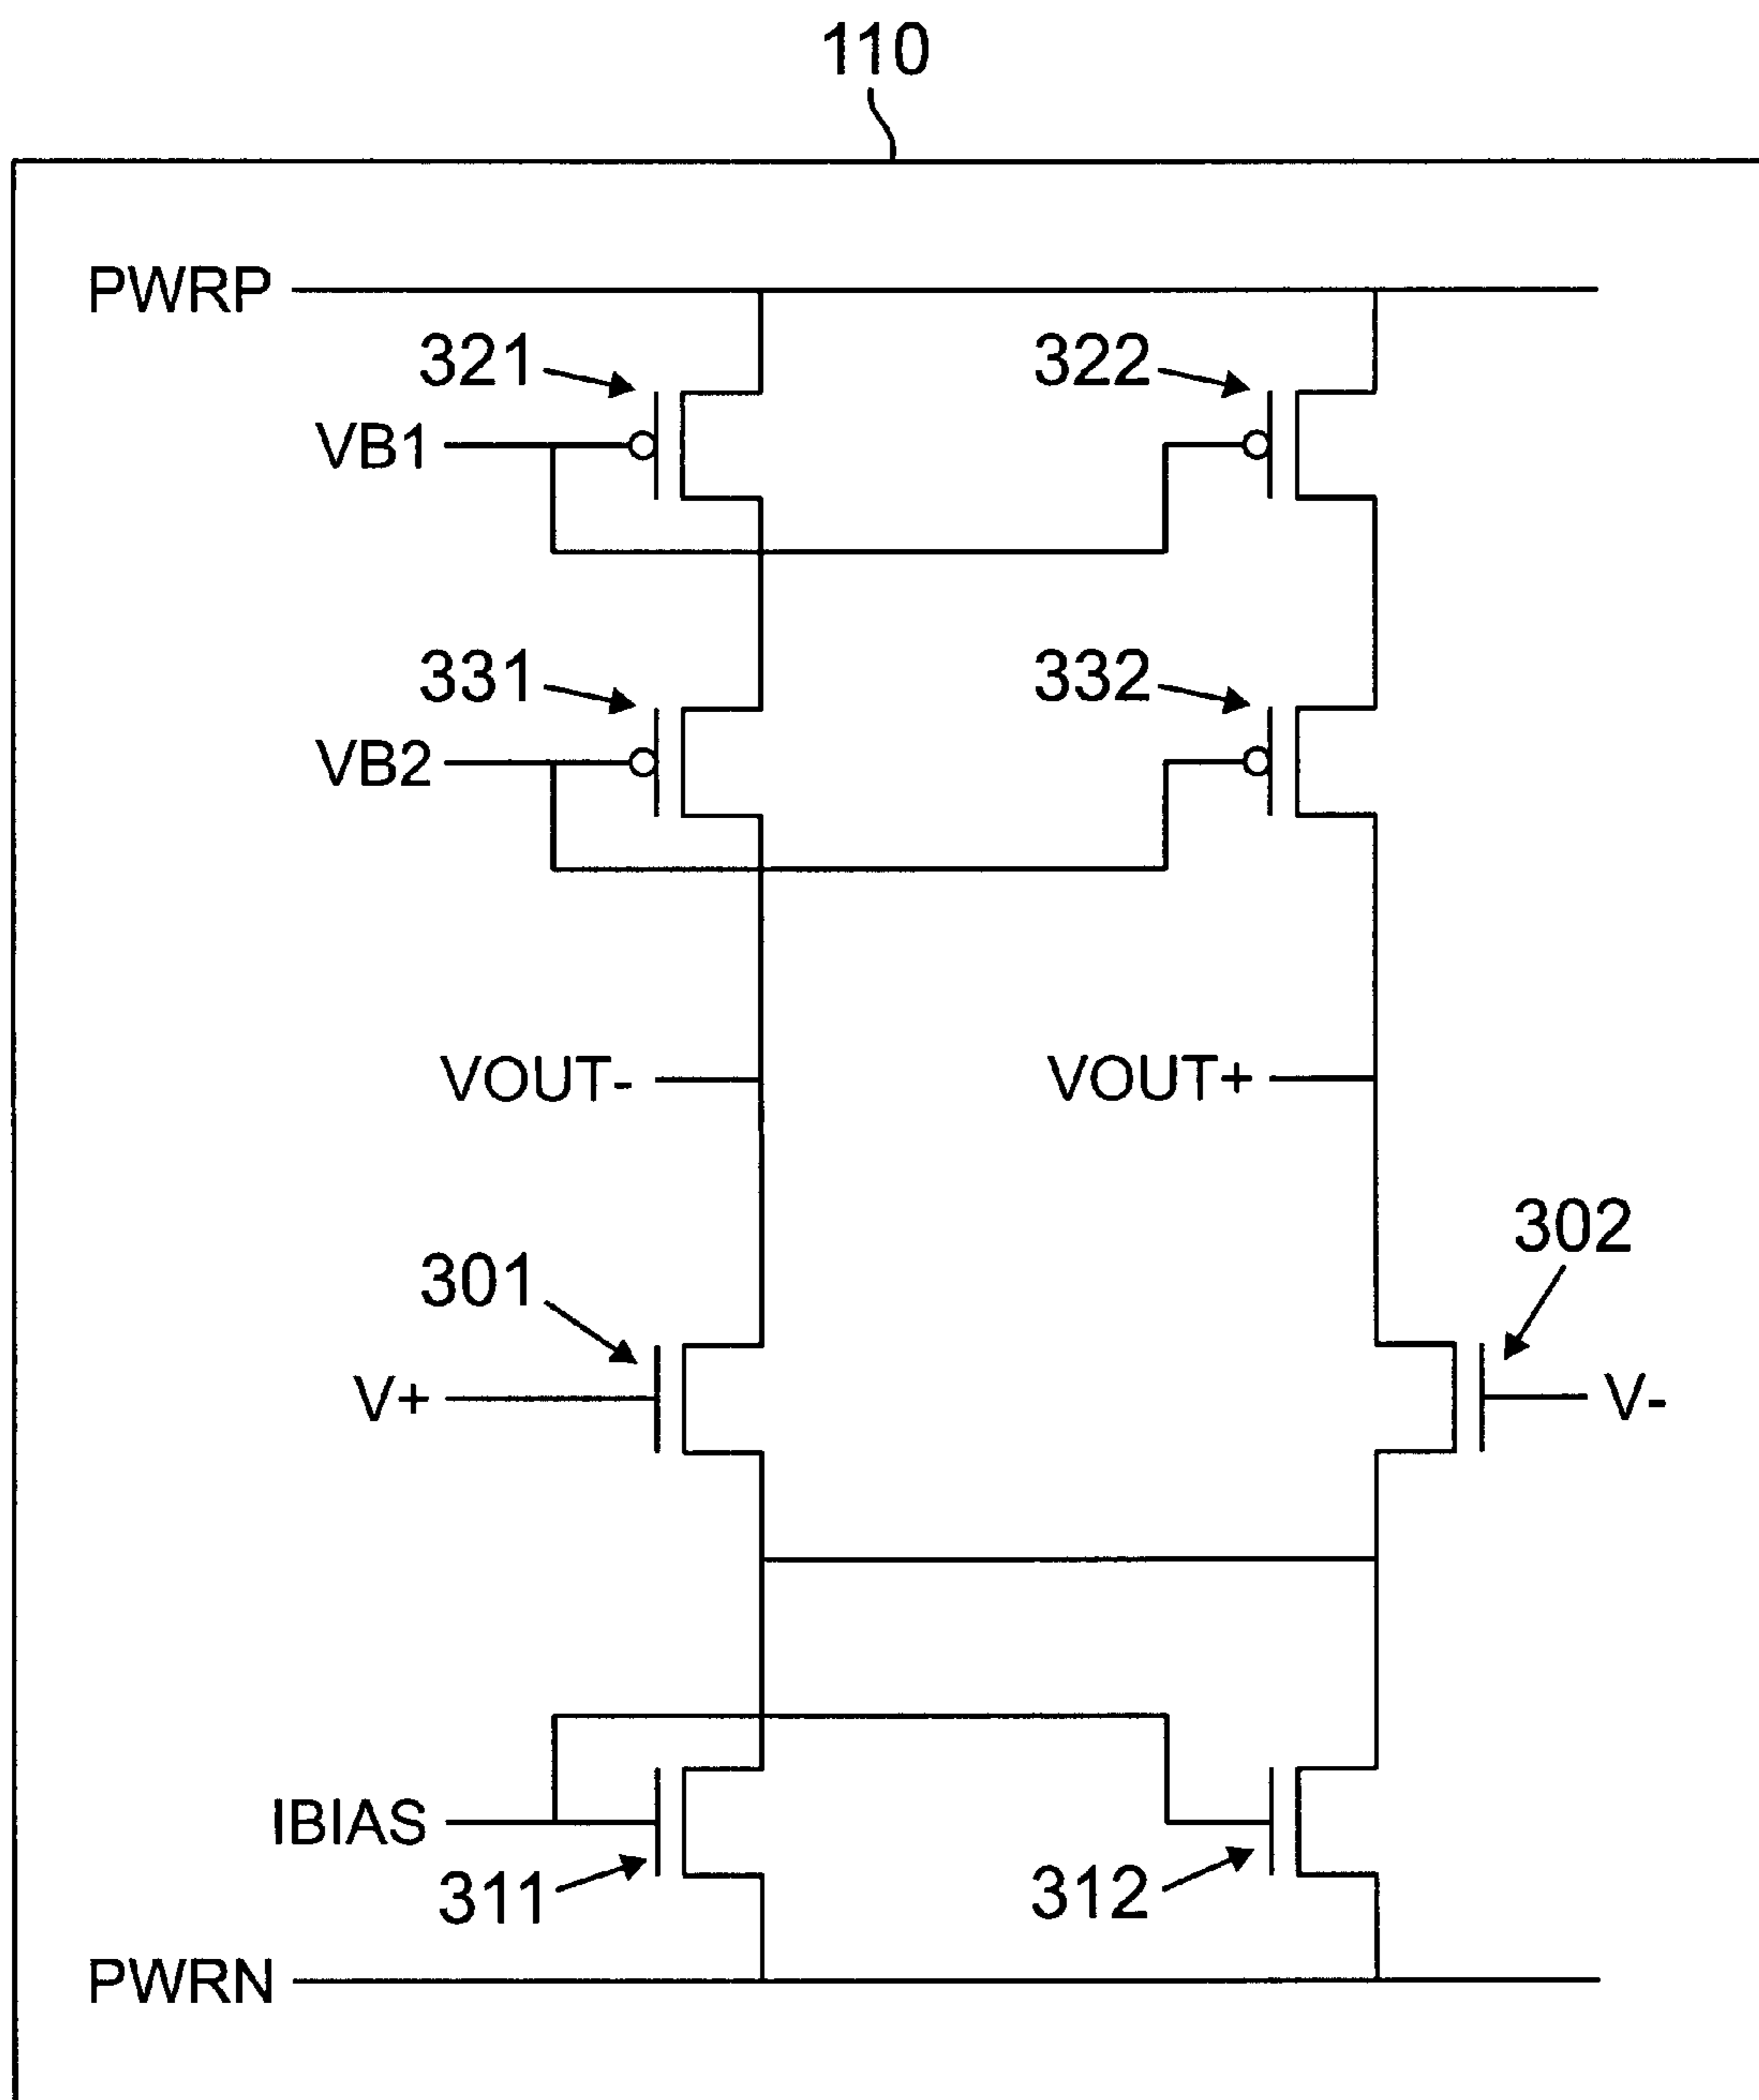 110
PWRP
321
322
VB1
331
332
VB2
VOUT-
VOUT+
302
301
V+
V-
IBIAS
311
312
PWRN